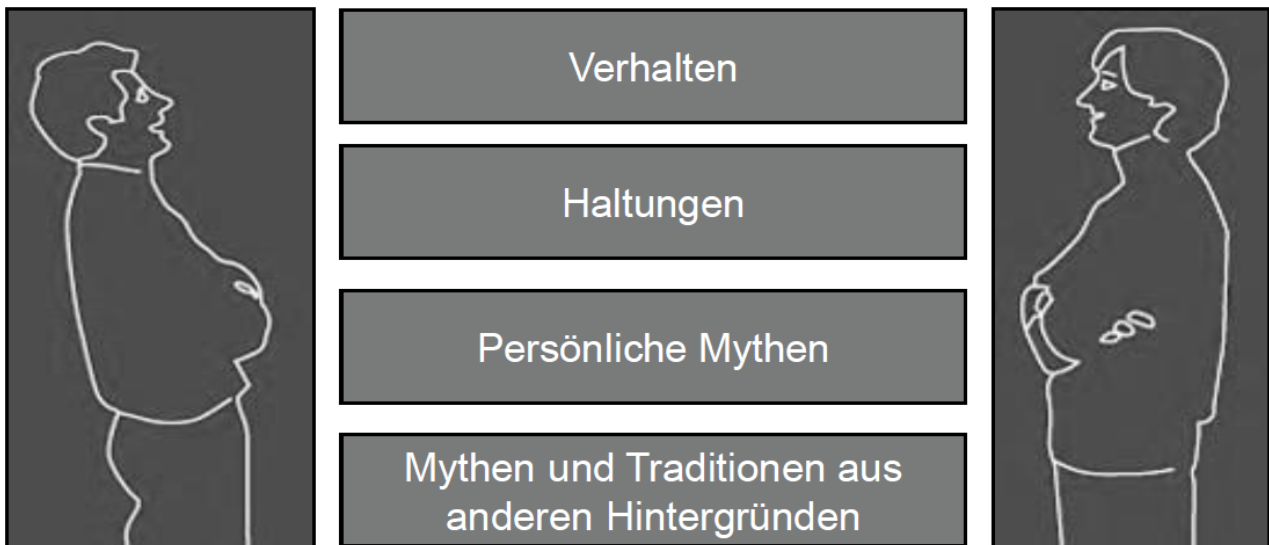 Verhalten
Haltungen
Persönliche Mythen
Mythen und Traditionen aus
anderen Hintergründen